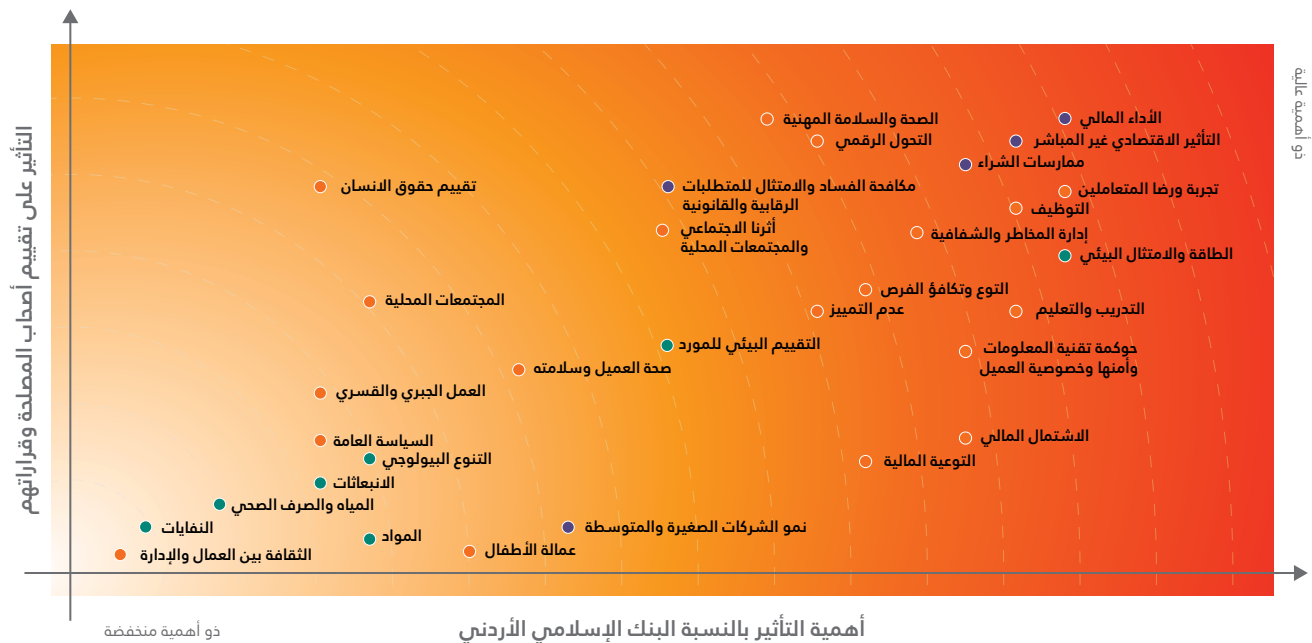 ذو أهمية عالية
التأثير على تقييم أصحاب المصلحة وقراراتهم
الصحة والسلامة المهنية
الأداء المالي
التحول الرقمي
التأثير الاقتصادي غير المباشر
ممارسات الشراء
تقييم حقوق الانسان
مكافحة الفساد والامتثال للمتطلبات
الرقابية والقانونية
تجربة ورضا المتعاملين
التوظيف
أثرنا الاجتماعي
والمجتمعات المحلية
إدارة المخاطر والشفافية
الطاقة والامتثال البيئي
التوع وتكافؤ الفرص
المجتمعات المحلية
عدم التمييز
التدريب والتعليم
التقييم البيئي للمورد
حوكمة تقنية المعلومات
وأمنها وخصوصية العميل
صحة العميل وسلامته
العمل الجبري والقسري
السياسة العامة
الاشتمال المالي
التنوع البيولوجي
التوعية المالية
الانبعاثات
المياه والصرف الصحي
النفايات
نمو الشركات الصغيرة والمتوسطة
المواد
عمالة الأطفال
الثقافة بين العمال والإدارة
أهمية التأثير بالنسبة البنك الإسلامي الأردني
ذو أهمية منخفضة